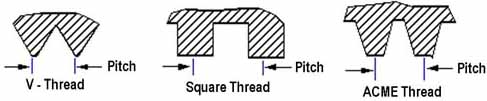 Pitch
V - Thread
Pitch
Square Thread
Pitch
ACME Thread